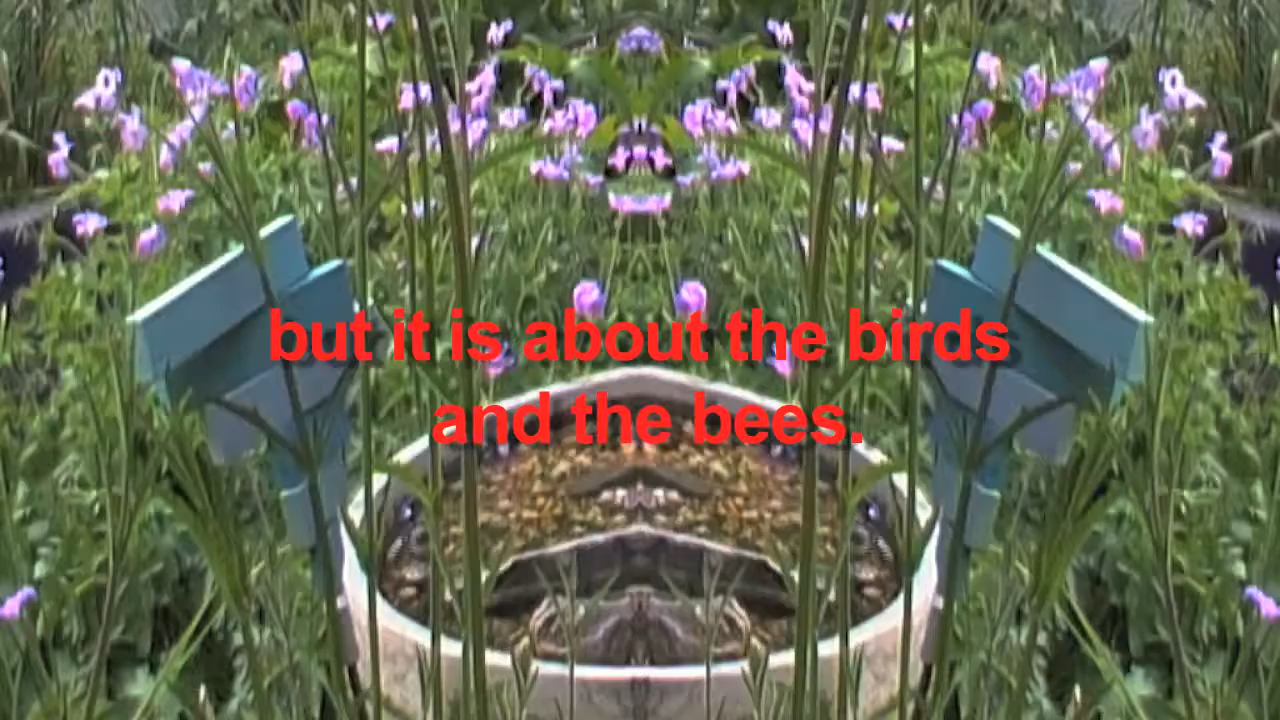 but it is about the birds
and the bees.